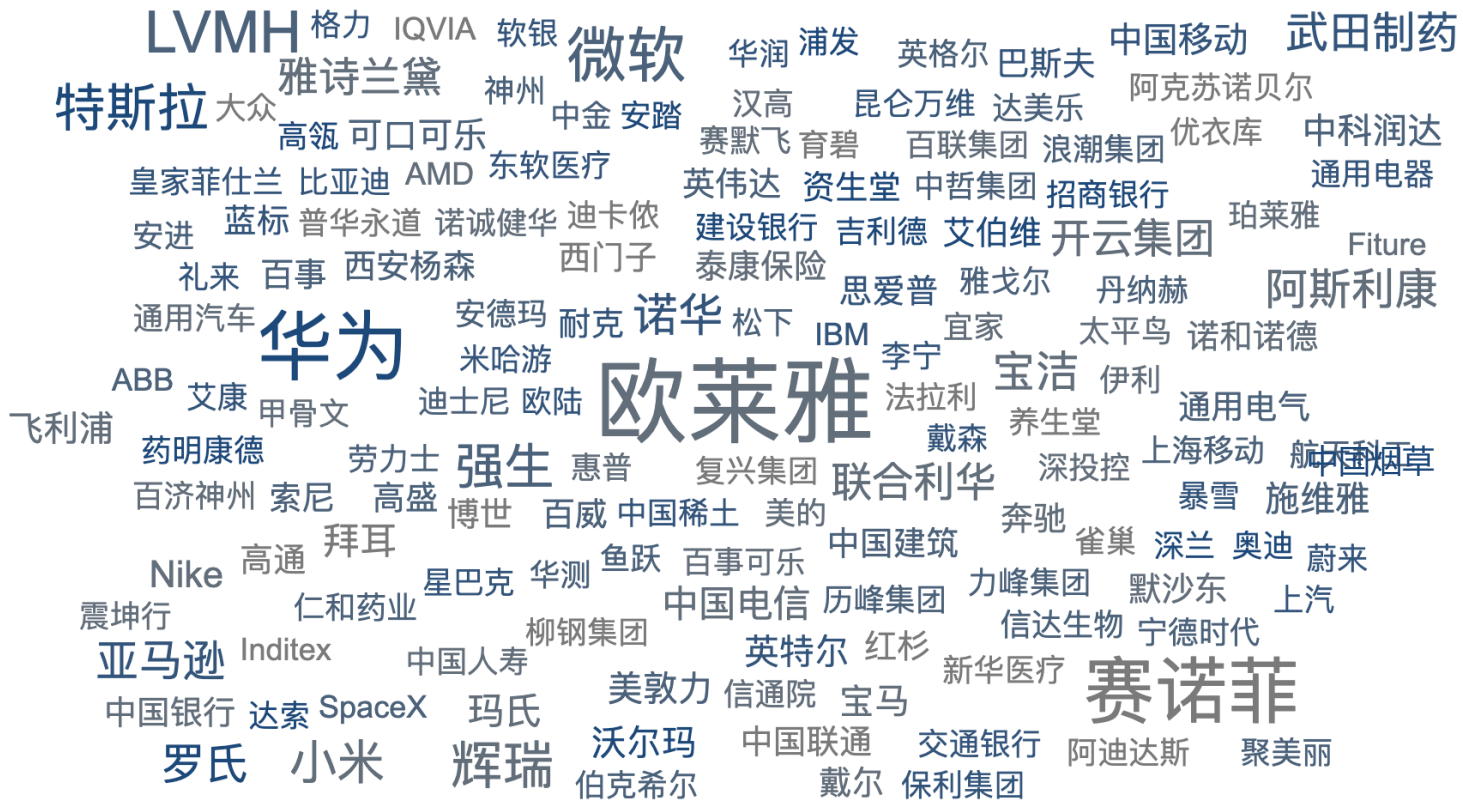 LVMH 格力 IQVIA 软银 微软 华润 浦发 英格尔 巴斯夫 中国移动 武田制药
特斯拉 大众 雅诗兰黛 神州 中金 安踏 汉高 昆仑万维 达美乐 阿克苏诺贝尔
高瓴 可口可乐 赛默飞 育碧 百联集团 浪潮集团 优衣库 中科润达
皇家菲仕兰 比亚迪 AMD 东软医疗 英伟达 资生堂 中哲集团 招商银行 通用电器
安进 蓝标 普华永道 诺诚健华 迪卡侬 建设银行 吉利德 艾伯维 开云集团 珀莱雅
礼来 百事 西安杨森 西门子 泰康保险 思爱普 雅戈尔 丹纳赫 阿斯利康 Fiture
通用汽车 华为 安德玛 耐克 诺华 松下 IBM 宜家 太平鸟 诺和诺德
ABB 米哈游 李宁 宝洁 伊利
飞利浦 艾康 甲骨文 迪士尼 欧陆 欧莱雅 法拉利 养生堂 通用电气
药明康德 劳力士 强生 惠普 复兴集团 戴森 联合利华 深投控 上海移动 航天科工 中国烟草
百济神州 索尼 高盛 博世 百威 中国稀土 美的 奔驰 暴雪 施维雅
Nike 高通 拜耳 鱼跃 百事可乐 中国建筑 雀巢 深兰 奥迪 蔚来
震坤行 仁和药业 星巴克 华测 中国电信 历峰集团 力峰集团 默沙东 上汽
亚马逊 Inditex 中国人寿 柳钢集团 英特尔 红杉 信达生物 宁德时代
中国银行 达索 SpaceX 玛氏 美敦力 信通院 宝马 新华医疗 赛诺菲
罗氏 小米 辉瑞 沃尔玛 中国联通 交通银行 阿迪达斯 聚美丽
伯克希尔 戴尔 保利集团